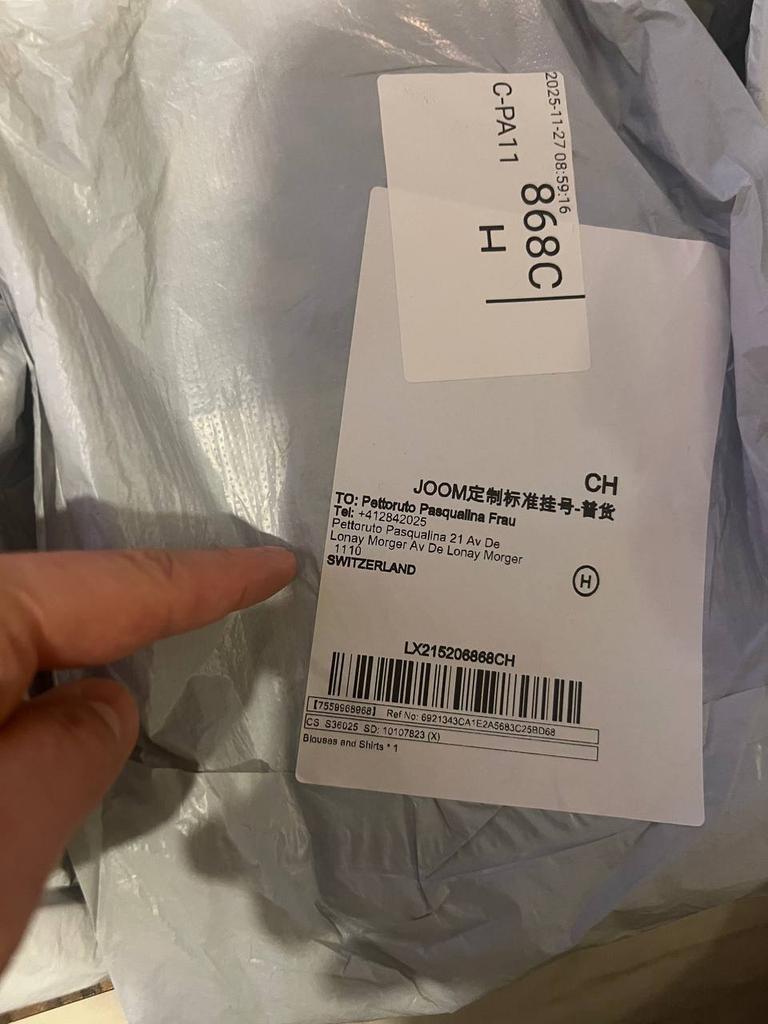 2025-11-27 08:59:16
C-PA11
868C
H
CH
JOOM定制标准挂号-普货
TO: Pettoruto Pasqualina Frau
Tel: +412842025
Pettoruto Pasqualina 21 Av De
Lonay Morger Av De Lonay Morger
1110
SWITZERLAND
H
LX215206868CH
【7559968968】 Ref No: 6921343CA1E2A5683C25BD68
CS S36025 SD: 10107823 (X)
Blouses and Shirts * 1